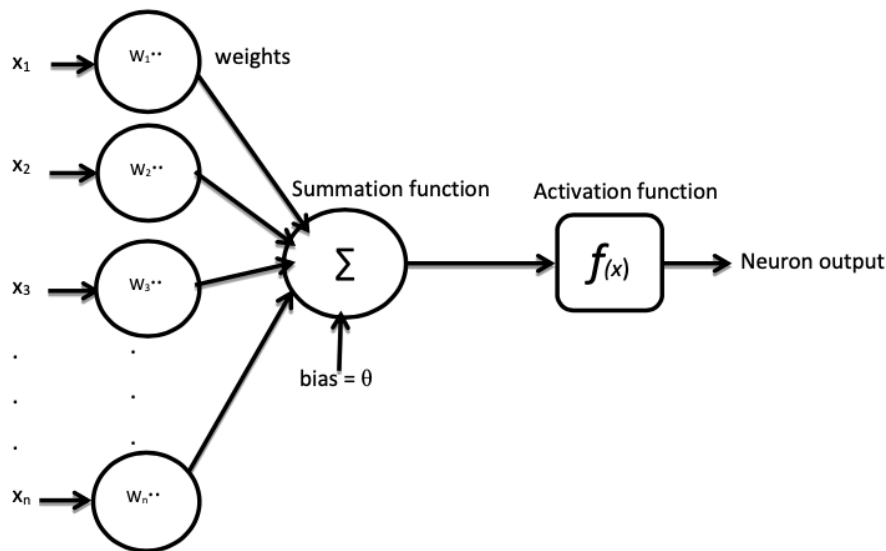 x₁
W₁..
weights
x₂
W₂..
Summation function
Activation function
x₃
W₃..
Σ
f(x)
Neuron output
.
.
.
.
.
.
bias = θ
xₙ
Wₙ..